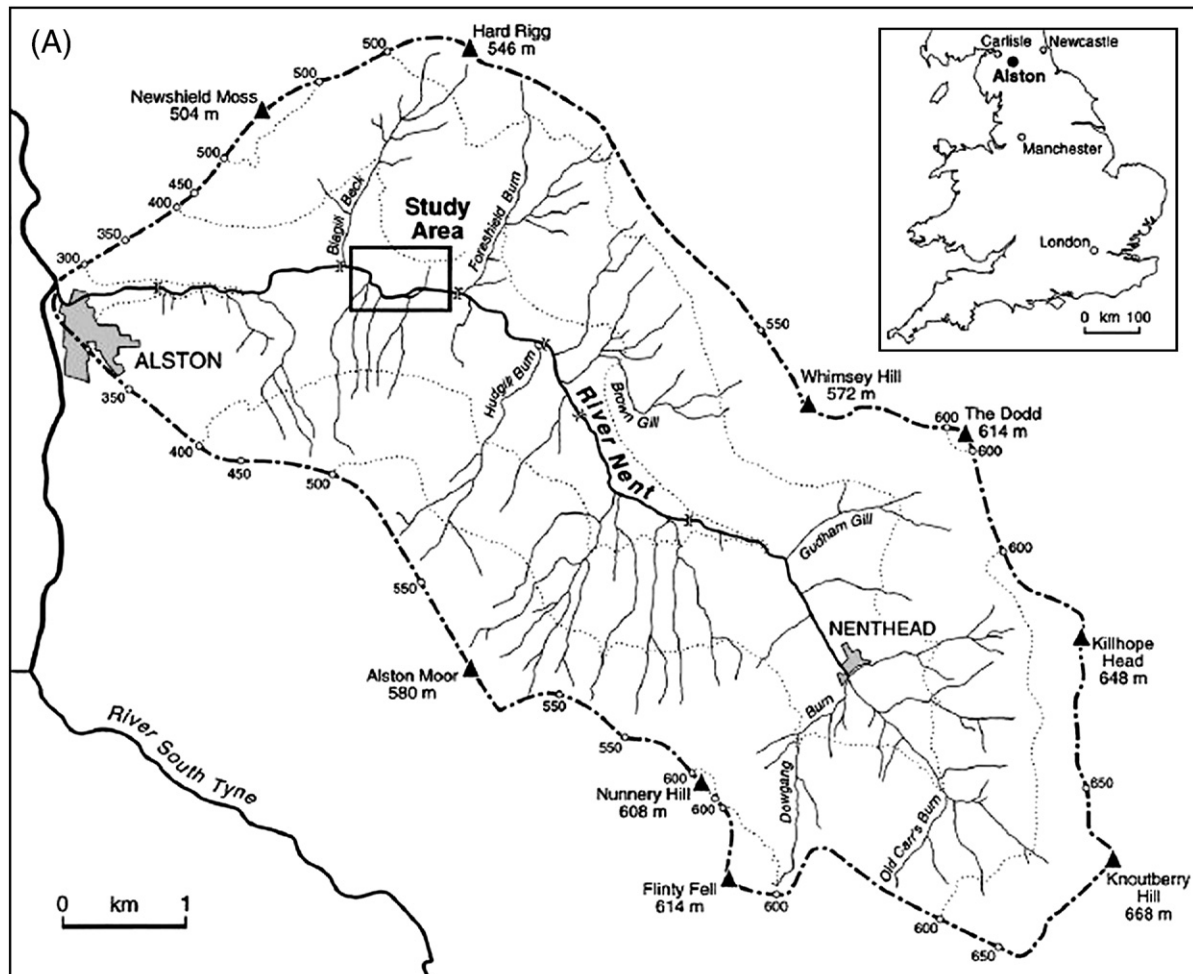 (A)
Hard Rigg
546 m
500
500
Newshield Moss
504 m
500
450
400
350
300
Blagill Beck
Study
Area
Foreshield Burn
ALSTON
350
400
450
500
550
Hudgill Burn
Brown Gill
River Nent
550
Whimsey Hill
572 m
600
The Dodd
614 m
600
600
Gudham Gill
NENTHEAD
Killhope
Head
648 m
650
Knoutberry
Hill
668 m
Alston Moor
580 m
550
550
600
Nunnery Hill
608 m
600
Burn
Dowgang
Old Carr's Burn
Flinty Fell
614 m
600
600
650
River South Tyne
0 km 1
Carlisle
Newcastle
Alston
Manchester
London
0 km 100